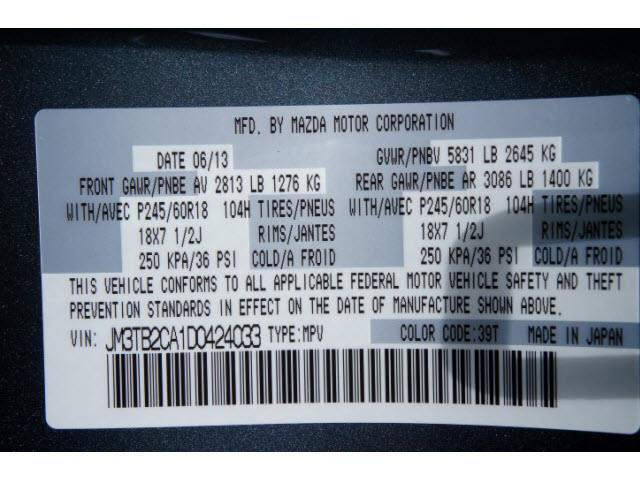 MFD. BY MAZDA MOTOR CORPORATION
DATE 06/13 GVWR/PNBV 5831 LB 2645 KG
FRONT GAWR/PNBE AV 2813 LB 1276 KG REAR GAWR/PNBE AR 3086 LB 1400 KG
WITH/AVEC P245/60R18 104H TIRES/PNEUS WITH/AVEC P245/60R18 104H TIRES/PNEUS
18X7 1/2J RIMS/JANTES 18X7 1/2J RIMS/JANTES
250 KPA/36 PSI COLD/A FROID 250 KPA/36 PSI COLD/A FROID
THIS VEHICLE CONFORMS TO ALL APPLICABLE FEDERAL MOTOR VEHICLE SAFETY AND THEFT
PREVENTION STANDARDS IN EFFECT ON THE DATE OF MANUFACTURE SHOWN ABOVE.
VIN: JM3TB2CA1D0424033 TYPE:MPV COLOR CODE:39T MADE IN JAPAN